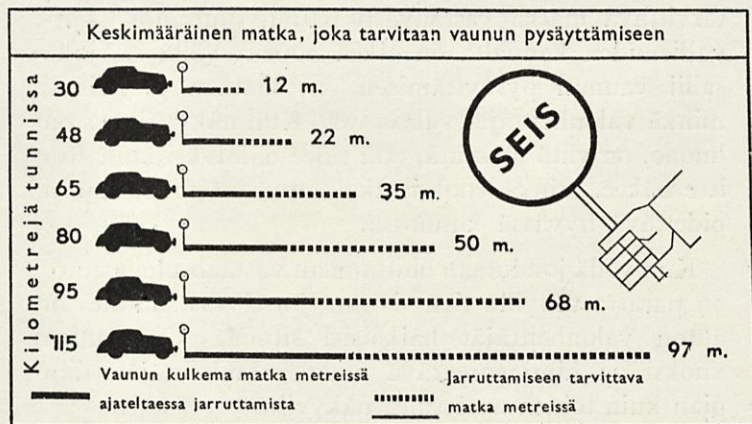 Keskimääräinen matka, joka tarvitaan vaunun pysäyttämiseen
Kilometrejä tunnissa
30 12 m.
48 22 m.
65 35 m.
80 50 m.
95 68 m.
115 97 m.
SEIS
Vaunun kulkema matka metreissä
ajateltaessa jarruttamista
Jarruttamiseen tarvittava
matka metreissä